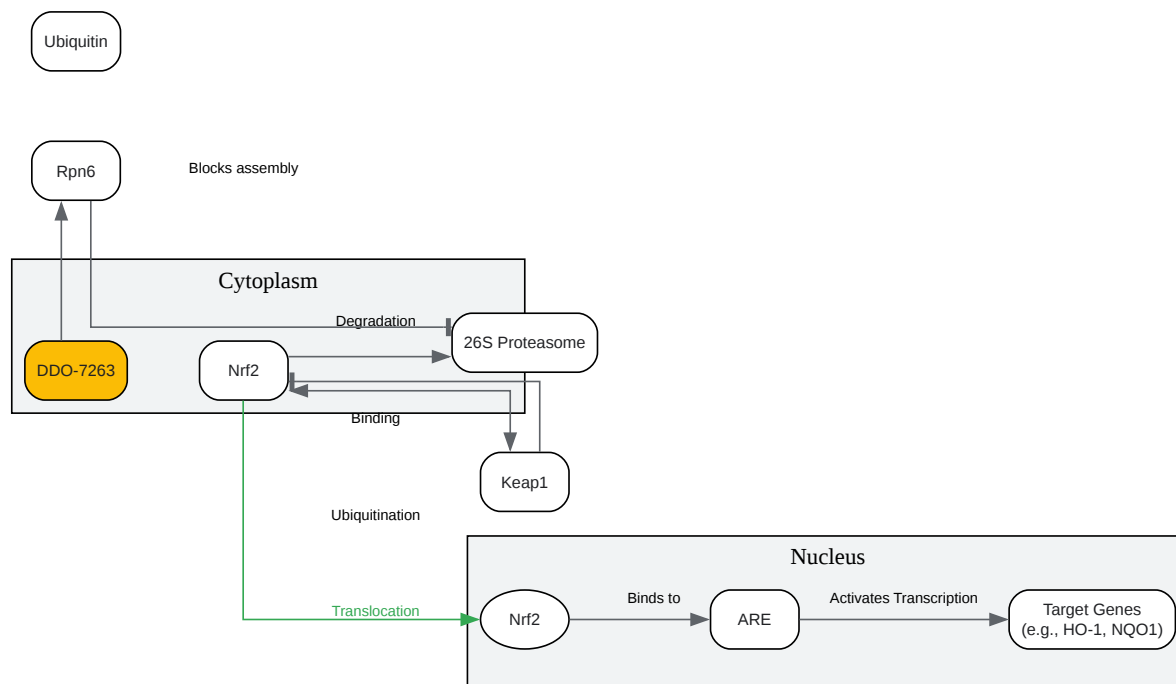 Ubiquitin
Rpn6
Blocks assembly
Cytoplasm
Degradation
26S Proteasome
DDO-7263
Nrf2
Binding
Keap1
Ubiquitination
Nucleus
Translocation
Nrf2
Binds to
ARE
Activates Transcription
Target Genes
(e.g., HO-1, NQO1)